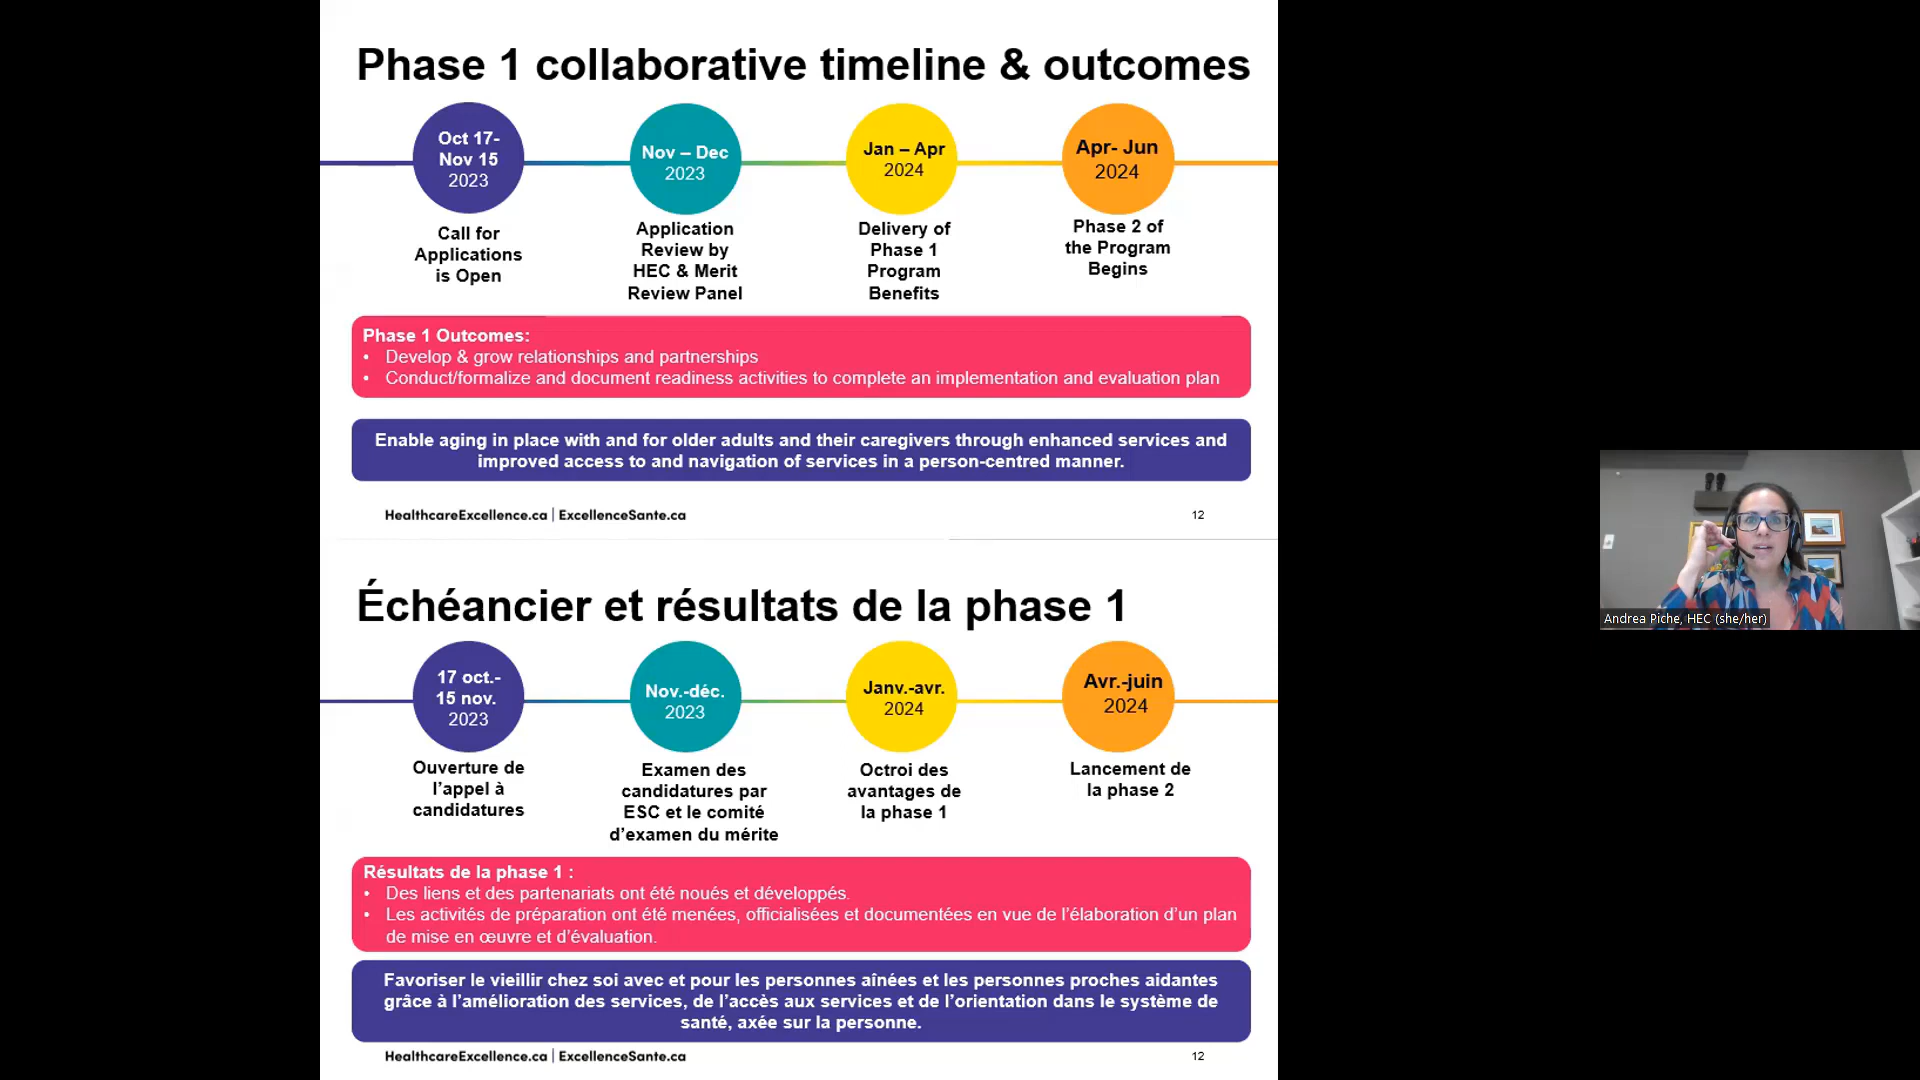 Phase 1 collaborative timeline & outcomes
Oct 17-
Nov 15
2023
Nov – Dec
2023
Jan – Apr
2024
Apr- Jun
2024
Call for
Applications
is Open
Application
Review by
HEC & Merit
Review Panel
Delivery of
Phase 1
Program
Benefits
Phase 2 of
the Program
Begins
Phase 1 Outcomes:
• Develop & grow relationships and partnerships
• Conduct/formalize and document readiness activities to complete an implementation and evaluation plan
Enable aging in place with and for older adults and their caregivers through enhanced services and
improved access to and navigation of services in a person-centred manner.
HealthcareExcellence.ca | ExcellenceSante.ca
12
Échéancier et résultats de la phase 1
17 oct.-
15 nov.
2023
Nov.-déc.
2023
Janv.-avr.
2024
Avr.-juin
2024
Ouverture de
l’appel à
candidatures
Examen des
candidatures par
ESC et le comité
d’examen du mérite
Octroi des
avantages de
la phase 1
Lancement de
la phase 2
Résultats de la phase 1 :
• Des liens et des partenariats ont été noués et développés.
• Les activités de préparation ont été menées, officialisées et documentées en vue de l’élaboration d’un plan
de mise en œuvre et d’évaluation.
Favoriser le vieillir chez soi avec et pour les personnes aînées et les personnes proches aidantes
grâce à l’amélioration des services, de l’accès aux services et de l’orientation dans le système de
santé, axée sur la personne.
HealthcareExcellence.ca | ExcellenceSante.ca
12
Andrea Piche, HEC (she/her)